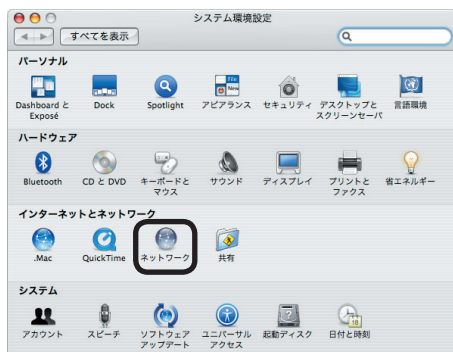 システム環境設定
すべてを表示
パーソナル
Dashboard と Exposé
Dock
Spotlight
アピアランス
セキュリティ
デスクトップと スクリーンセーバ
言語環境
ハードウェア
Bluetooth
CD と DVD
キーボードと マウス
サウンド
ディスプレイ
プリントと ファクス
省エネルギー
インターネットとネットワーク
.Mac
QuickTime
ネットワーク
共有
システム
アカウント
スピーチ
ソフトウェア アップデート
ユニバーサル アクセス
起動ディスク
日付と時刻